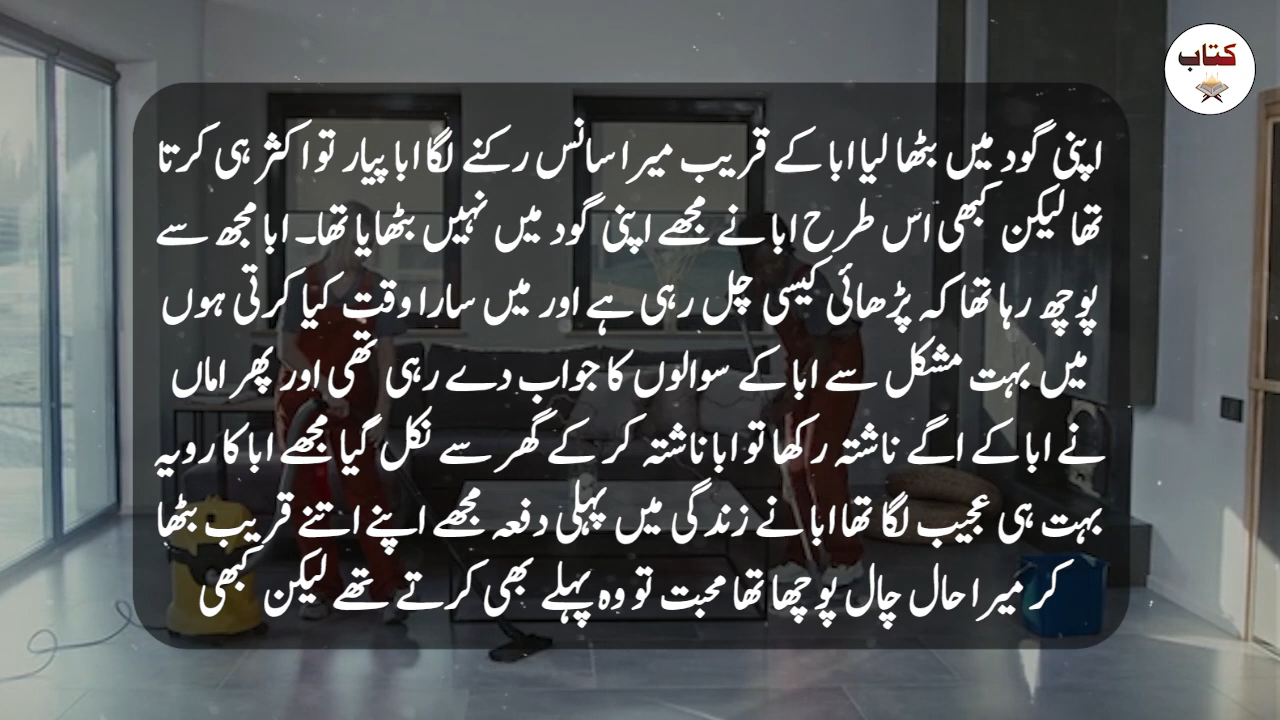 کتاب
اپنی گود میں بٹھا لیا ابا کے قریب میرا سانس رکنے لگا ابا پیار تو اکثر ہی کرتا
تھا لیکن کبھی اس طرح ابا نے مجھے اپنی گود میں نہیں بٹھایا تھا۔ ابا مجھ سے
پوچھ رہا تھا کہ پڑھائی کیسی چل رہی ہے اور میں سارا وقت کیا کرتی ہوں
میں بہت مشکل سے ابا کے سوالوں کا جواب دے رہی تھی اور پھر اماں
نے ابا کے اگے ناشتہ رکھا تو ابا ناشتہ کر کے گھر سے نکل گیا مجھے ابا کا رویہ
بہت ہی عجیب لگا تھا ابا نے زندگی میں پہلی دفعہ مجھے اپنے اتنے قریب بٹھا
کر میرا حال چال پوچھا تھا محبت تو وہ پہلے بھی کرتے تھے لیکن کبھی